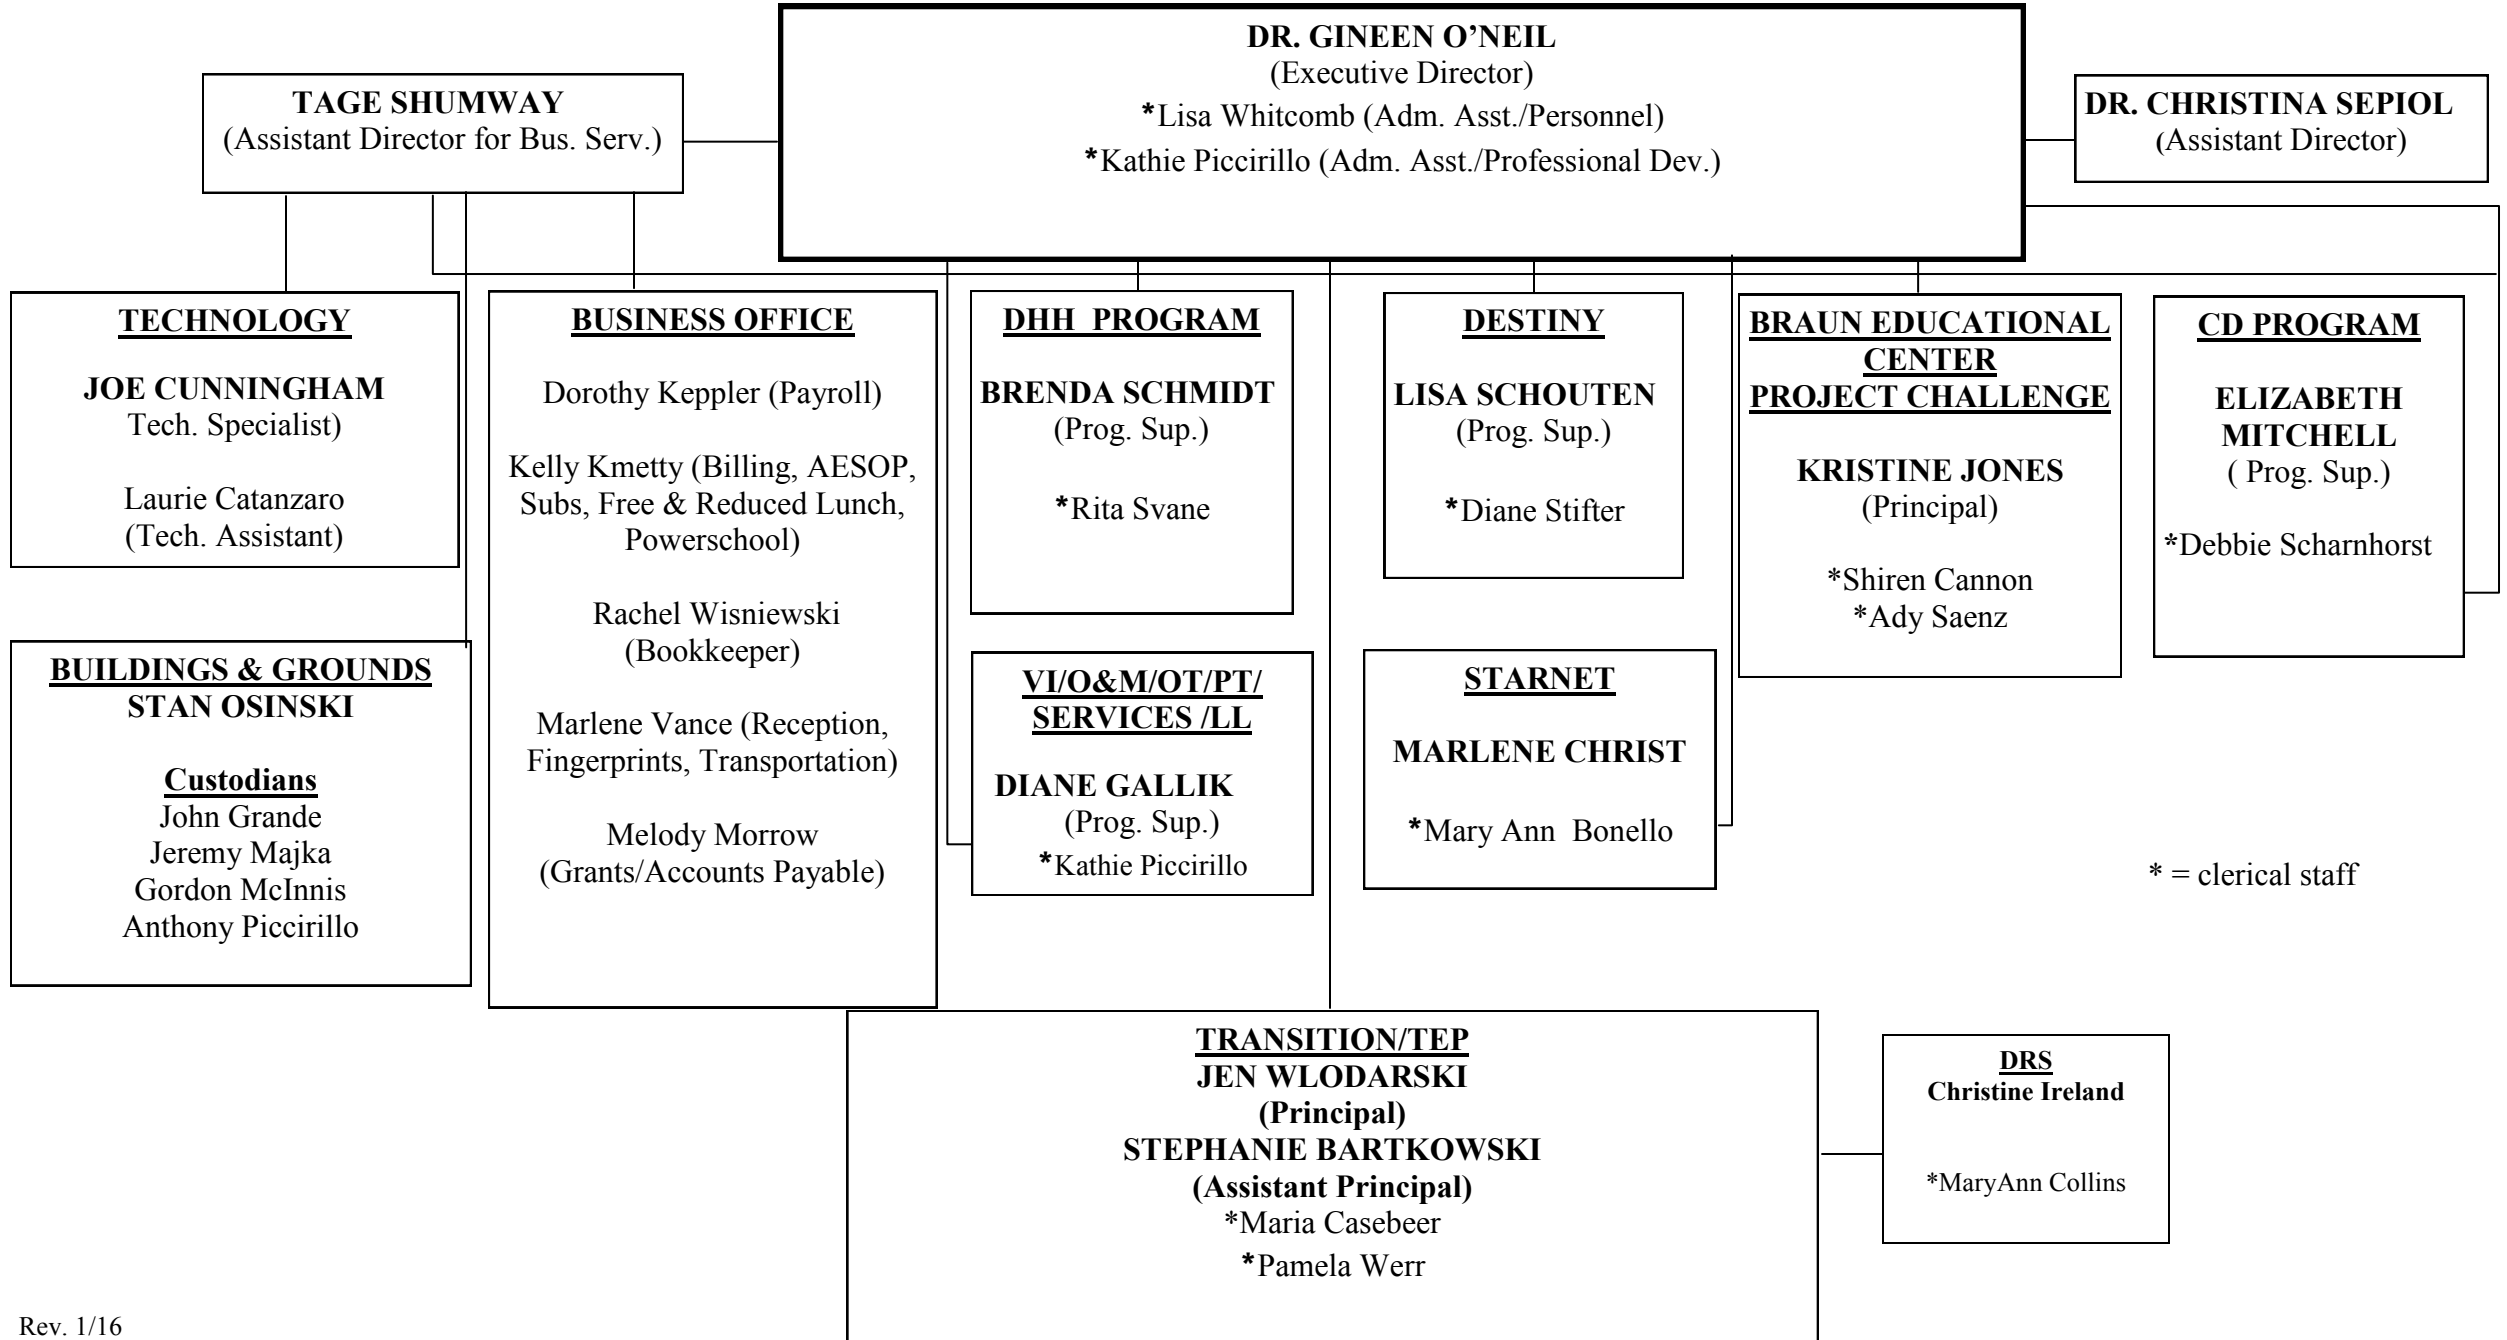 DR. GINEEN O’NEIL
(Executive Director)
*Lisa Whitcomb (Adm. Asst./Personnel)
*Kathie Piccirillo (Adm. Asst./Professional Dev.)
TAGE SHUMWAY
(Assistant Director for Bus. Serv.)
DR. CHRISTINA SEPIOL
(Assistant Director)
TECHNOLOGY
JOE CUNNINGHAM
Tech. Specialist)
Laurie Catanzaro
(Tech. Assistant)
BUSINESS OFFICE
Dorothy Keppler (Payroll)
Kelly Kmetty (Billing, AESOP,
Subs, Free & Reduced Lunch,
Powerschool)
Rachel Wisniewski
(Bookkeeper)
Marlene Vance (Reception,
Fingerprints, Transportation)
Melody Morrow
(Grants/Accounts Payable)
DHH PROGRAM
BRENDA SCHMIDT
(Prog. Sup.)
*Rita Svane
DESTINY
LISA SCHOUTEN
(Prog. Sup.)
*Diane Stifter
BRAUN EDUCATIONAL
CENTER
PROJECT CHALLENGE
KRISTINE JONES
(Principal)
*Shiren Cannon
*Ady Saenz
CD PROGRAM
ELIZABETH
MITCHELL
( Prog. Sup.)
*Debbie Scharnhorst
BUILDINGS & GROUNDS
STAN OSINSKI
Custodians
John Grande
Jeremy Majka
Gordon McInnis
Anthony Piccirillo
VI/O&M/OT/PT/
SERVICES /LL
DIANE GALLIK
(Prog. Sup.)
*Kathie Piccirillo
STARNET
MARLENE CHRIST
*Mary Ann Bonello
* = clerical staff
TRANSITION/TEP
JEN WLODARSKI
(Principal)
STEPHANIE BARTKOWSKI
(Assistant Principal)
*Maria Casebeer
*Pamela Werr
DRS
Christine Ireland
*MaryAnn Collins
Rev. 1/16